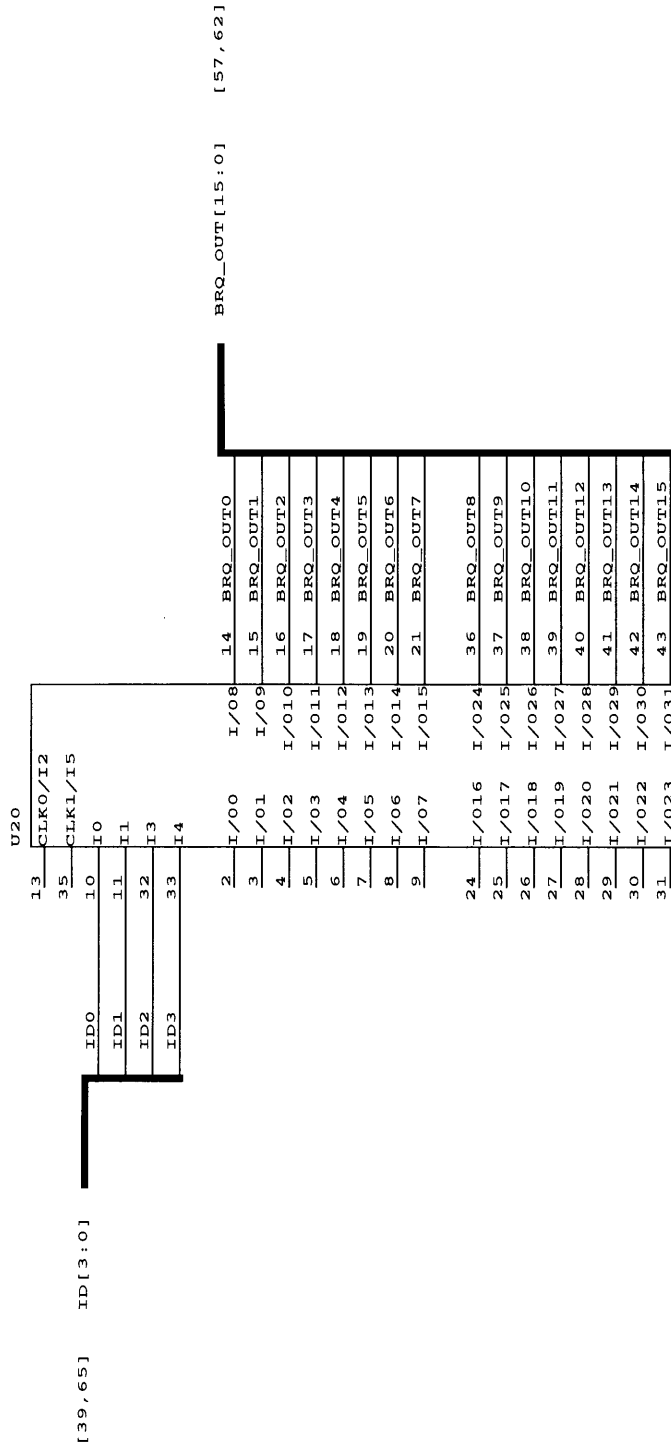 U20
13 CLK0/I2
35 CLK1/I5
ID0 10 I0
[39,65] ID[3:0]
ID1 11 I1
ID2 32 I3
ID3 33 I4
BRQ_OUT[15:0] [57,62]
2 I/O0 I/O8 14 BRQ_OUT0
3 I/O1 I/O9 15 BRQ_OUT1
4 I/O2 I/O10 16 BRQ_OUT2
5 I/O3 I/O11 17 BRQ_OUT3
6 I/O4 I/O12 18 BRQ_OUT4
7 I/O5 I/O13 19 BRQ_OUT5
8 I/O6 I/O14 20 BRQ_OUT6
9 I/O7 I/O15 21 BRQ_OUT7
24 I/O16 I/O24 36 BRQ_OUT8
25 I/O17 I/O25 37 BRQ_OUT9
26 I/O18 I/O26 38 BRQ_OUT10
27 I/O19 I/O27 39 BRQ_OUT11
28 I/O20 I/O28 40 BRQ_OUT12
29 I/O21 I/O29 41 BRQ_OUT13
30 I/O22 I/O30 42 BRQ_OUT14
31 I/O23 I/O31 43 BRQ_OUT15